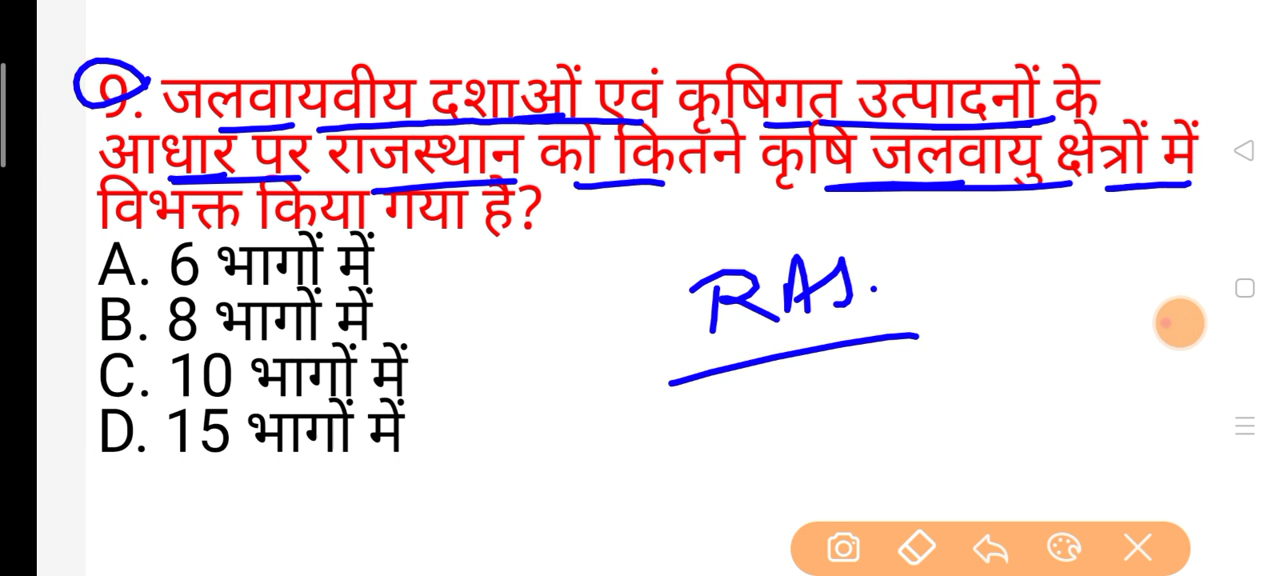 9. जलवायवीय दशाओं एवं कृषिगत उत्पादनों के
आधार पर राजस्थान को कितने कृषि जलवायु क्षेत्रों में
विभक्त किया गया है?
A. 6 भागों में
B. 8 भागों में
C. 10 भागों में
D. 15 भागों में
RAS.